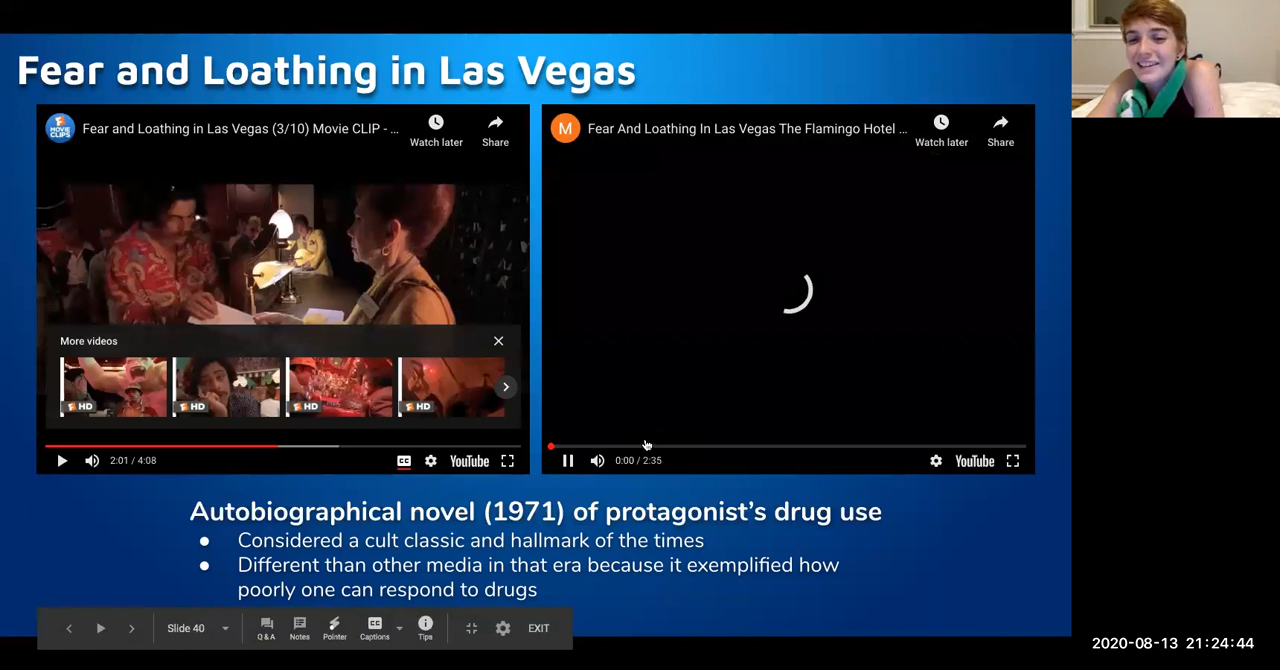 Fear and Loathing in Las Vegas
MOVIE CLIPS
Fear and Loathing in Las Vegas (3/10) Movie CLIP - ...
Watch later
Share
M
Fear And Loathing In Las Vegas The Flamingo Hotel ...
Watch later
Share
More videos
HD
HD
HD
HD
2:01 / 4:08
CC
YouTube
0:00 / 2:35
YouTube
Autobiographical novel (1971) of protagonist’s drug use
● Considered a cult classic and hallmark of the times
● Different than other media in that era because it exemplified how
poorly one can respond to drugs
Slide 40
Q & A
Notes
Pointer
Captions
Tips
EXIT
2020-08-13 21:24:44